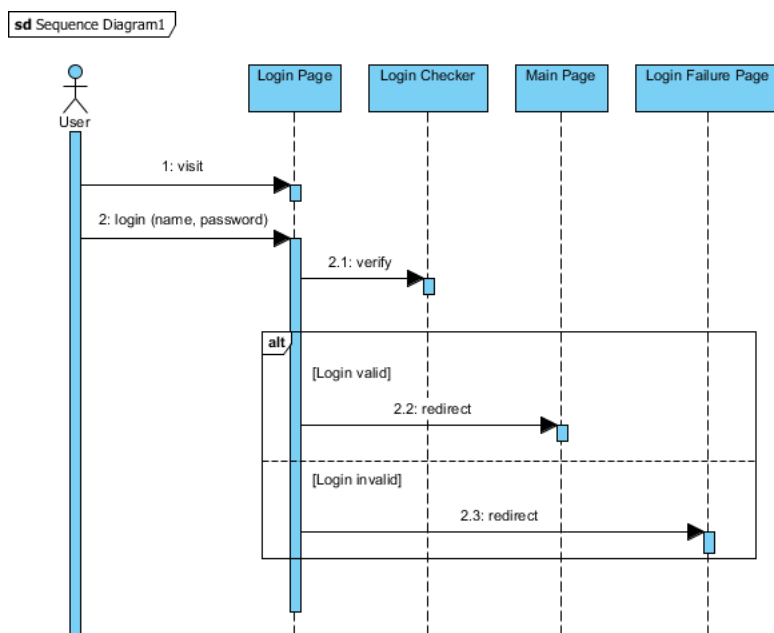 sd Sequence Diagram1
User
Login Page
Login Checker
Main Page
Login Failure Page
1: visit
2: login (name, password)
2.1: verify
alt
[Login valid]
2.2: redirect
[Login invalid]
2.3: redirect